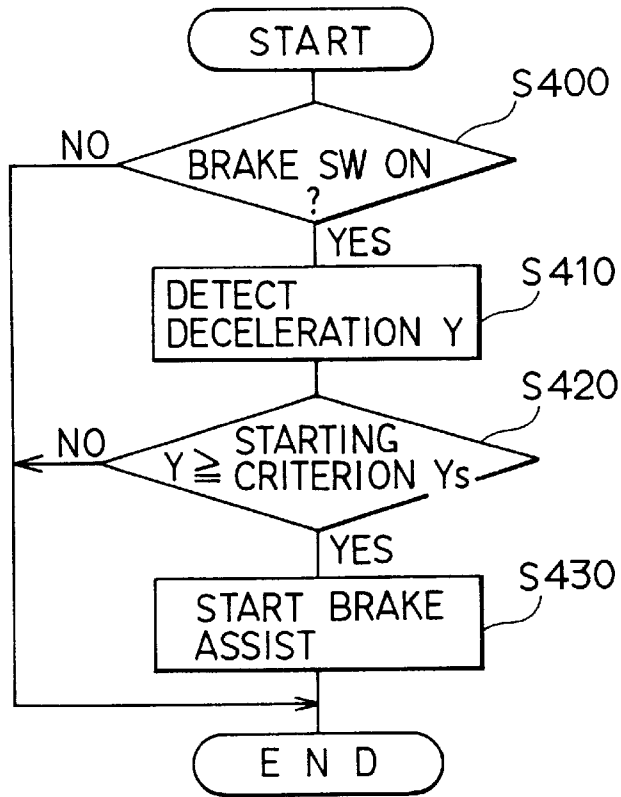 START
S400
NO
BRAKE SW ON
?
YES
S410
DETECT
DECELERATION Y
S420
NO
STARTING
Y ≧ CRITERION Ys
YES
S430
START BRAKE
ASSIST
END